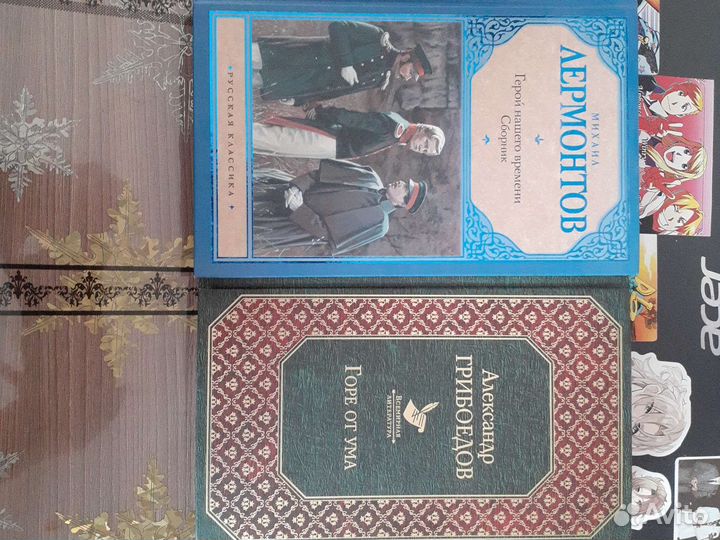 МИХАИЛ
ЛЕРМОНТОВ
Герой нашего времени
Сборник
РУССКАЯ КЛАССИКА
Александр
ГРИБОЕДОВ
Всемирная
литература
Горе от ума
acer
Avito